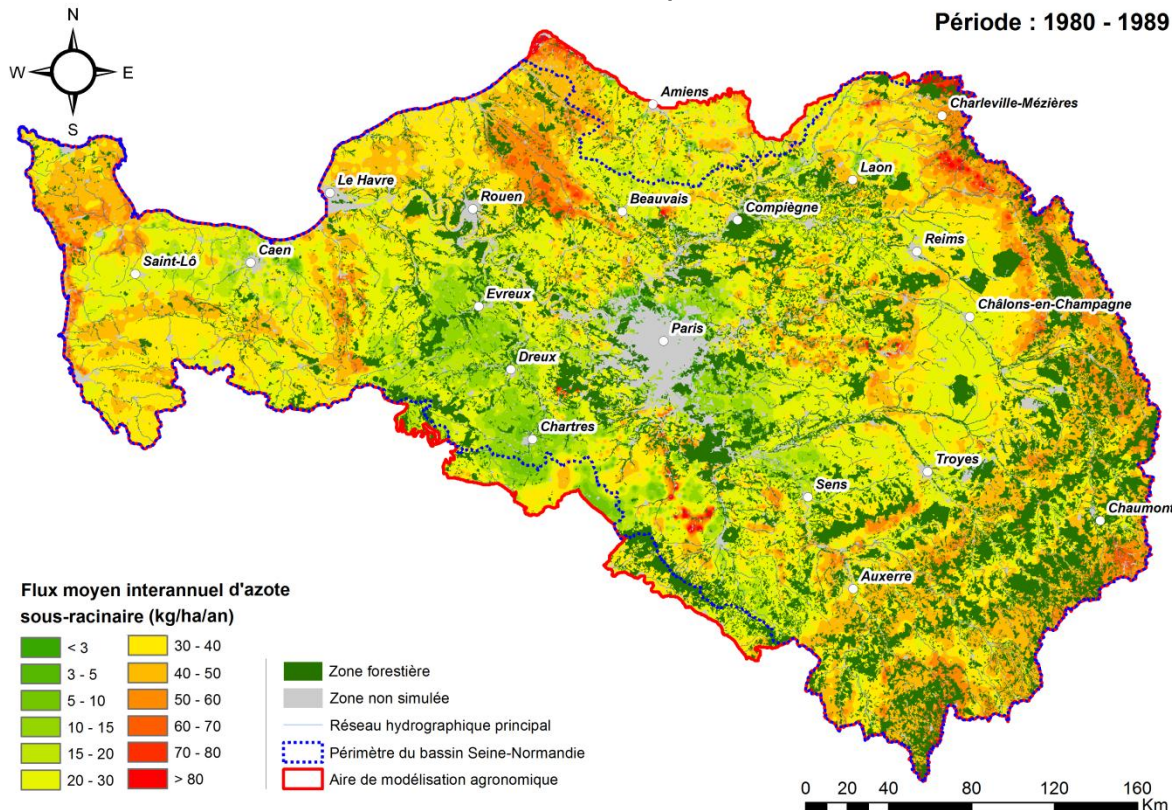 Période : 1980 - 1989
N
W
E
S
Amiens
Charleville-Mézières
Laon
Le Havre
Rouen
Beauvais
Compiègne
Reims
Caen
Saint-Lô
Evreux
Châlons-en-Champagne
Paris
Dreux
Chartres
Troyes
Sens
Chaumont
Auxerre
Flux moyen interannuel d'azote
sous-racinaire (kg/ha/an)
< 3
3 - 5
5 - 10
10 - 15
15 - 20
20 - 30
30 - 40
40 - 50
50 - 60
60 - 70
70 - 80
> 80
Zone forestière
Zone non simulée
Réseau hydrographique principal
Périmètre du bassin Seine-Normandie
Aire de modélisation agronomique
0 20 40 80 120 160
Km